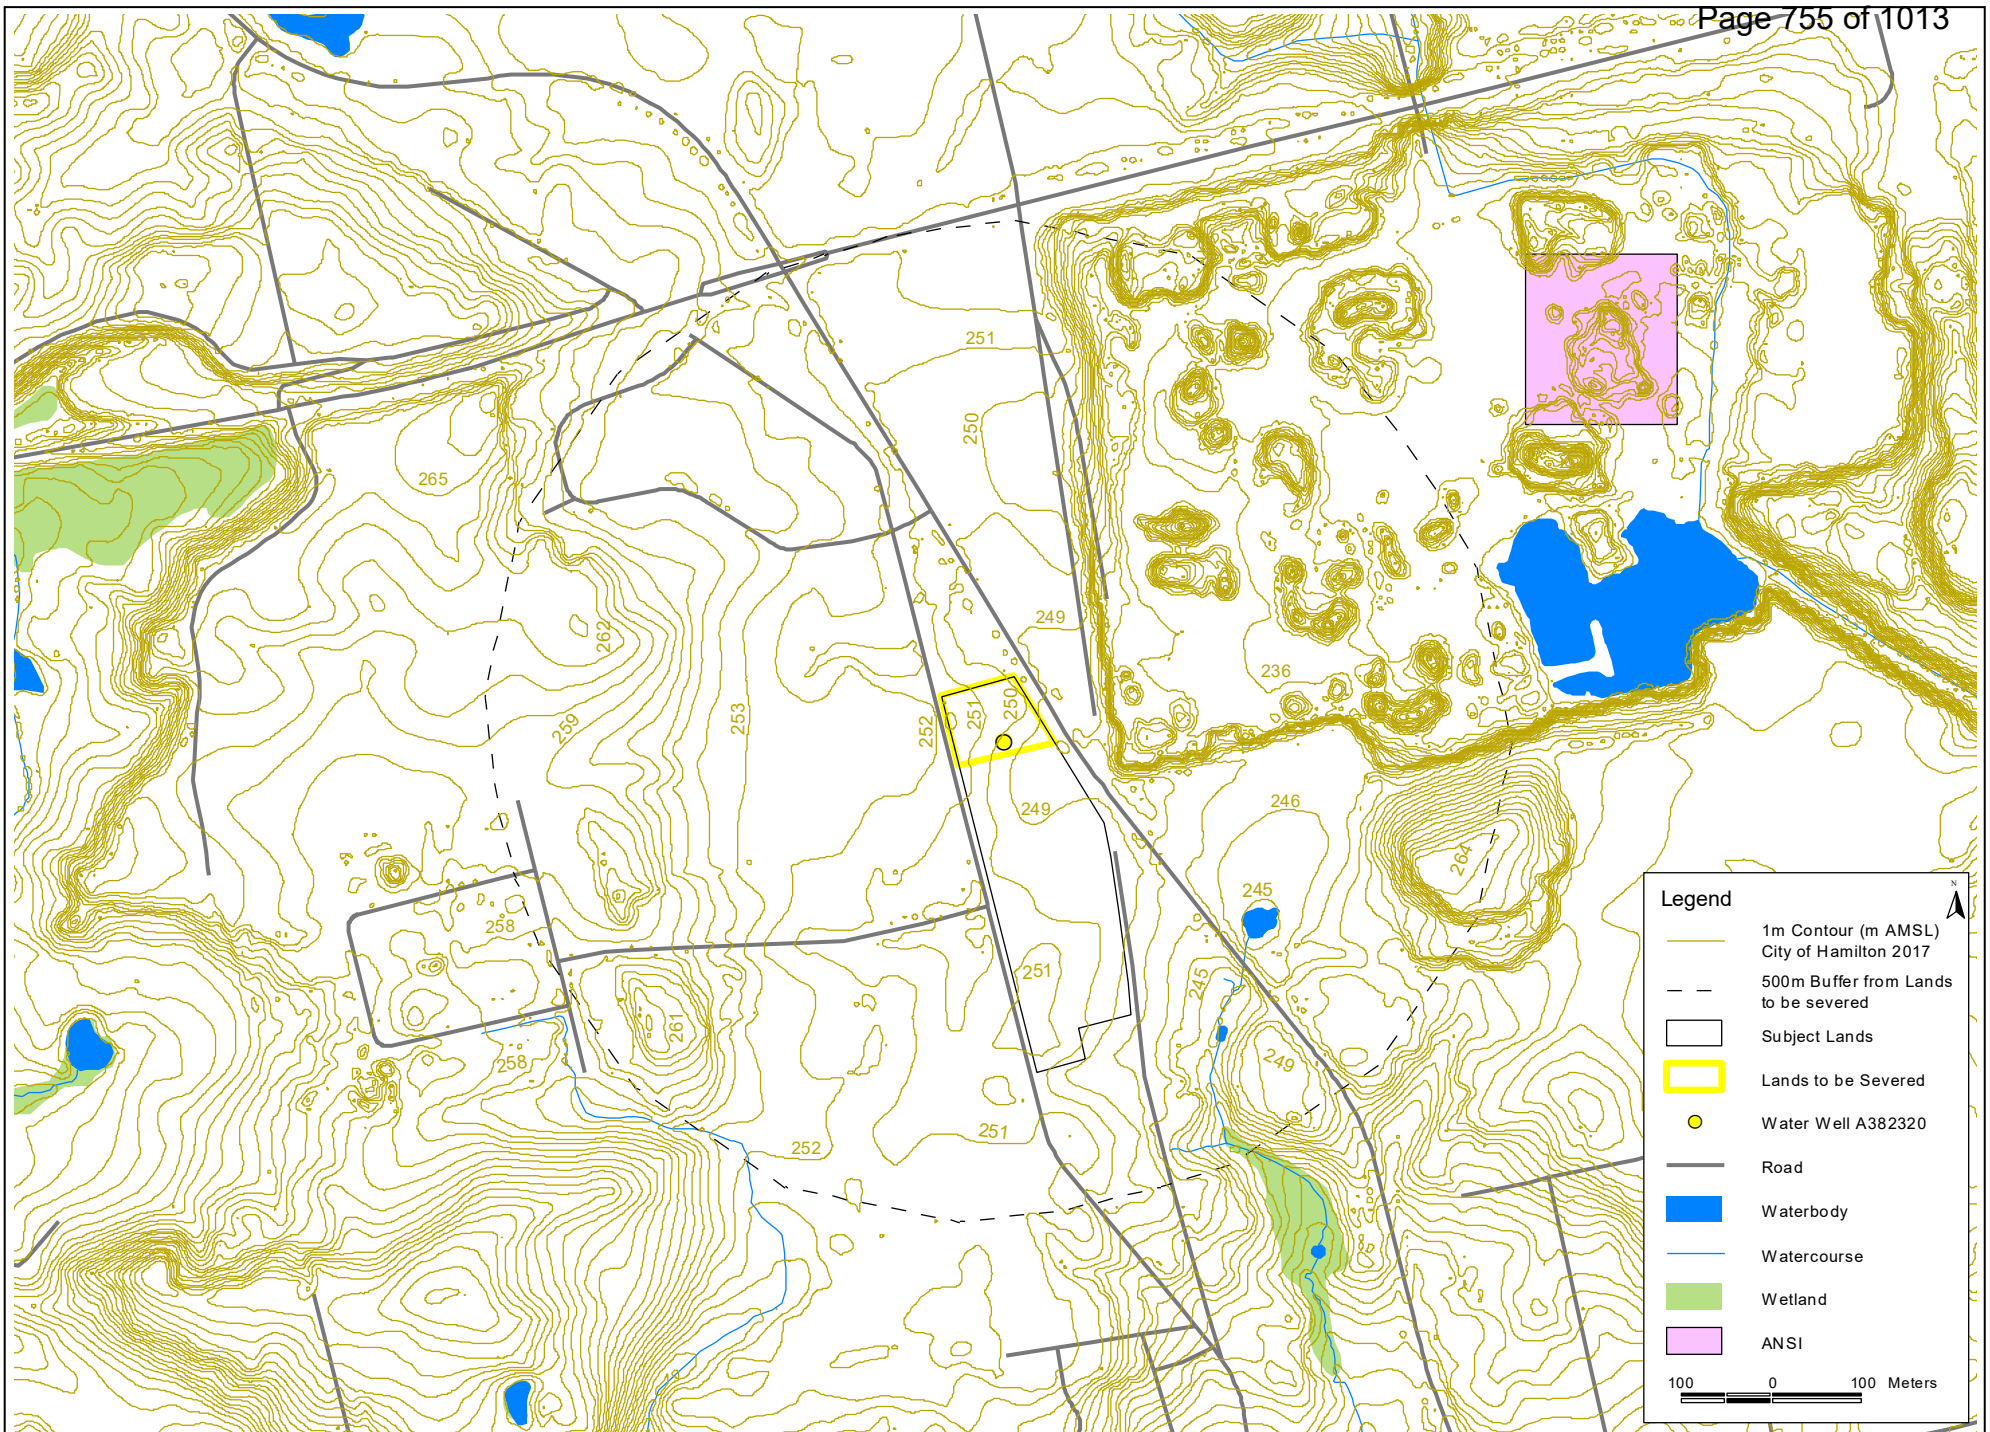 Page 755 of 1013
251
250
265
249
262
236
259
253
252
251
250
249
246
264
245
258
251
245
261
258
249
251
252
Legend
N
1m Contour (m AMSL)
City of Hamilton 2017
500m Buffer from Lands
to be severed
Subject Lands
Lands to be Severed
Water Well A382320
Road
Waterbody
Watercourse
Wetland
ANSI
100 0 100 Meters